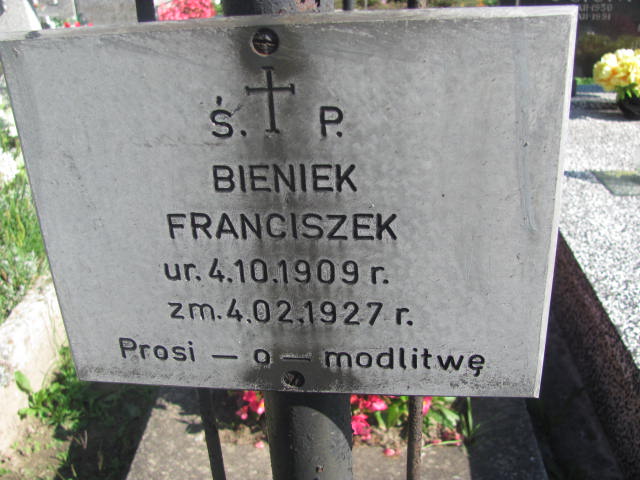 Ś. P.
BIENIEK
FRANCISZEK
ur. 4.10.1909 r.
zm. 4.02.1927 r.
Prosi – o – modlitwę